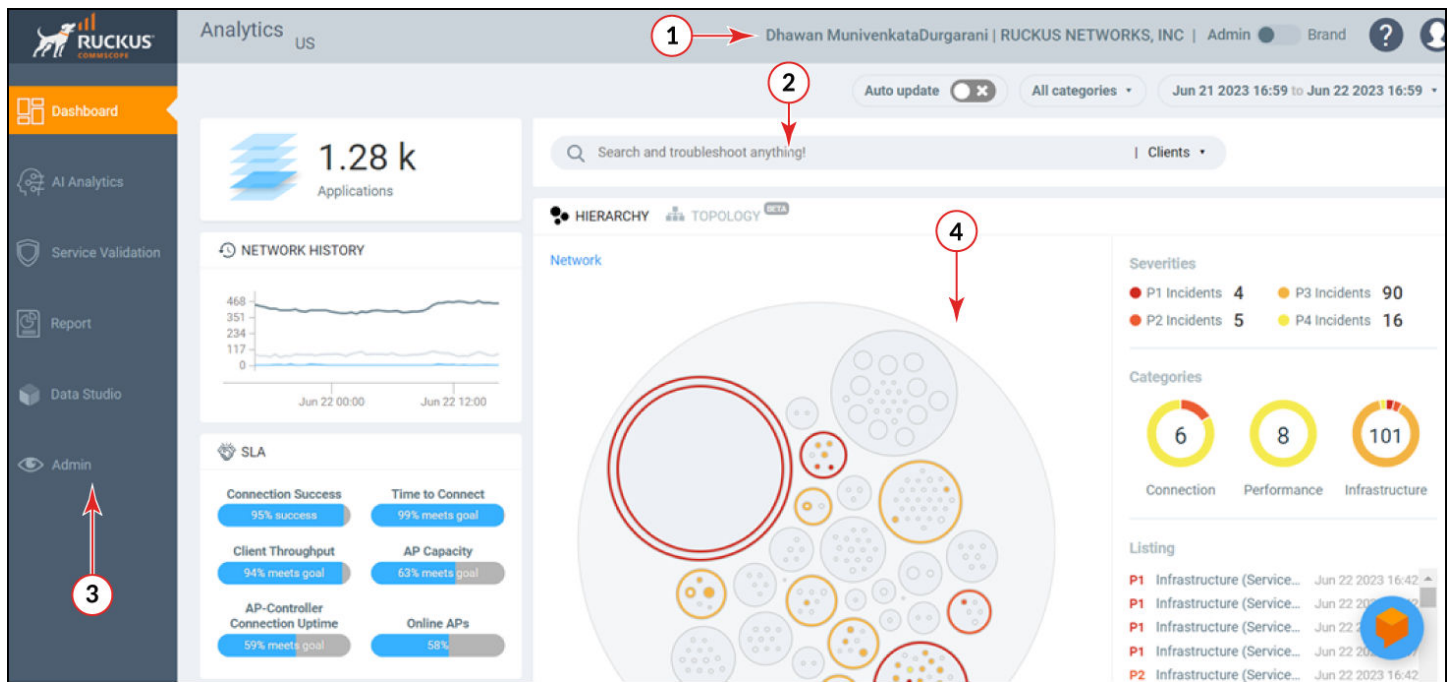 RUCKUS
COMMSCOPE
Analytics
US
1
Dhawan MunivenkataDurgarani | RUCKUS NETWORKS, INC | Admin Brand ?
2
Auto update
All categories
Jun 21 2023 16:59 to Jun 22 2023 16:59
Dashboard
AI Analytics
Service Validation
Report
Data Studio
Admin
3
1.28 k
Applications
NETWORK HISTORY
468
351
234
117
0
Jun 22 00:00 Jun 22 12:00
SLA
Connection Success Time to Connect
95% success 99% meets goal
Client Throughput AP Capacity
94% meets goal 63% meets goal
AP-Controller
Connection Uptime Online APs
59% meets goal 58%
Search and troubleshoot anything! | Clients
HIERARCHY TOPOLOGY BETA
4
Network
Severities
P1 Incidents 4 P3 Incidents 90
P2 Incidents 5 P4 Incidents 16
Categories
6 8 101
Connection Performance Infrastructure
Listing
P1 Infrastructure (Service... Jun 22 2023 16:42
P1 Infrastructure (Service... Jun 22
P1 Infrastructure (Service... Jun 22
P1 Infrastructure (Service... Jun 22
P2 Infrastructure (Service... Jun 22 2023 16:42